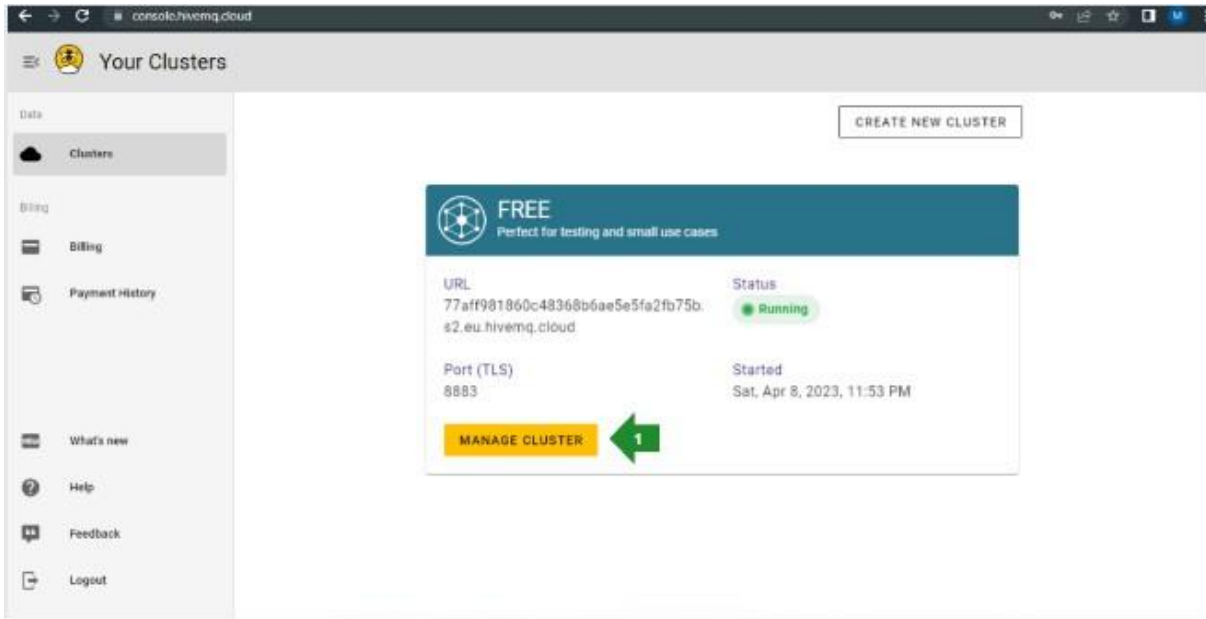 console.hivemq.cloud
M
Your Clusters
Data
Clusters
Billing
Billing
Payment History
What's new
Help
Feedback
Logout
CREATE NEW CLUSTER
FREE
Perfect for testing and small use cases
URL
77aff981860c48368b6ae5e5fa2fb75b.
s2.eu.hivemq.cloud
Status
Running
Port (TLS)
8883
Started
Sat, Apr 8, 2023, 11:53 PM
MANAGE CLUSTER
1